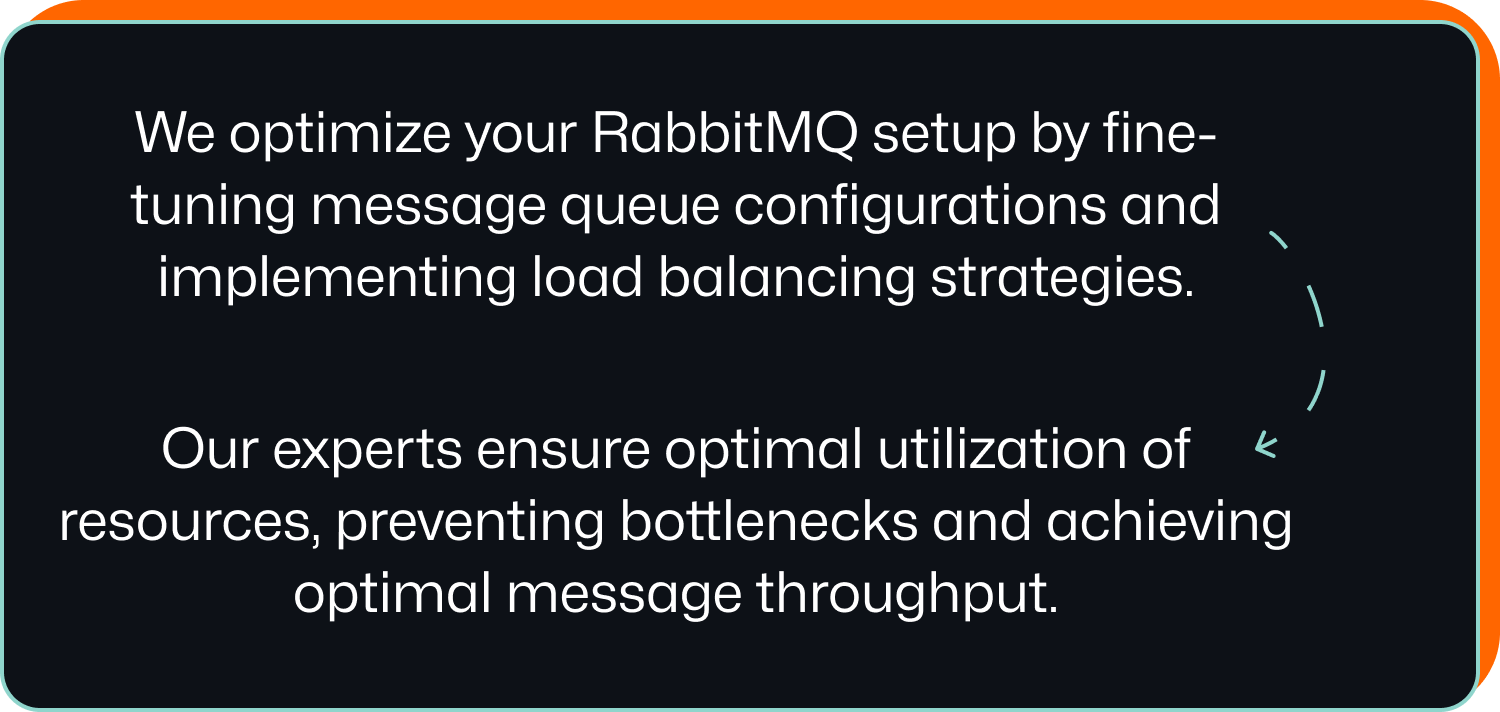 We optimize your RabbitMQ setup by fine-
tuning message queue configurations and
implementing load balancing strategies.
Our experts ensure optimal utilization of
resources, preventing bottlenecks and achieving
optimal message throughput.